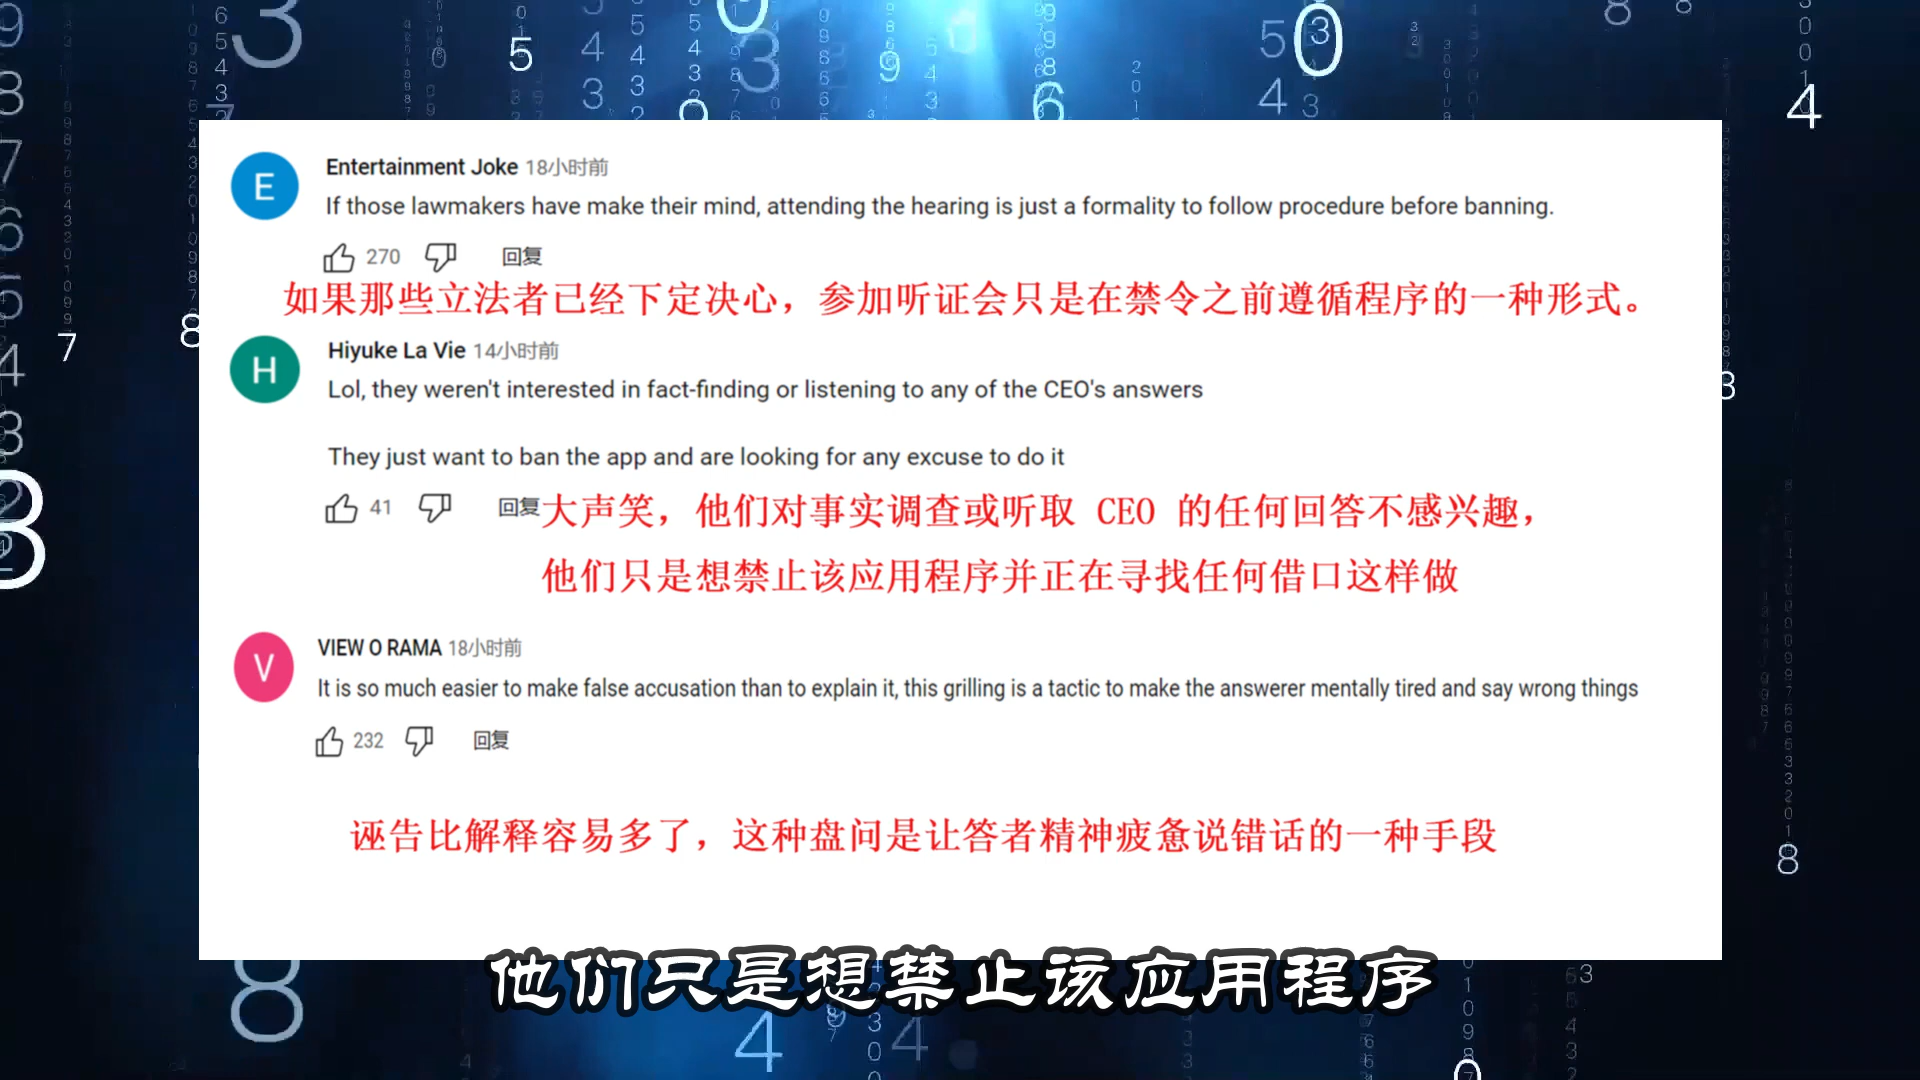 E
Entertainment Joke 18小时前
If those lawmakers have make their mind, attending the hearing is just a formality to follow procedure before banning.
270 回复
如果那些立法者已经下定决心，参加听证会只是在禁令之前遵循程序的一种形式。
H
Hiyuke La Vie 14小时前
Lol, they weren't interested in fact-finding or listening to any of the CEO's answers
They just want to ban the app and are looking for any excuse to do it
41 回复
大声笑，他们对事实调查或听取 CEO 的任何回答不感兴趣，
他们只是想禁止该应用程序并正在寻找任何借口这样做
V
VIEW O RAMA 18小时前
It is so much easier to make false accusation than to explain it, this grilling is a tactic to make the answerer mentally tired and say wrong things
232 回复
诬告比解释容易多了，这种盘问是让答者精神疲惫说错话的一种手段
他们只是想禁止该应用程序